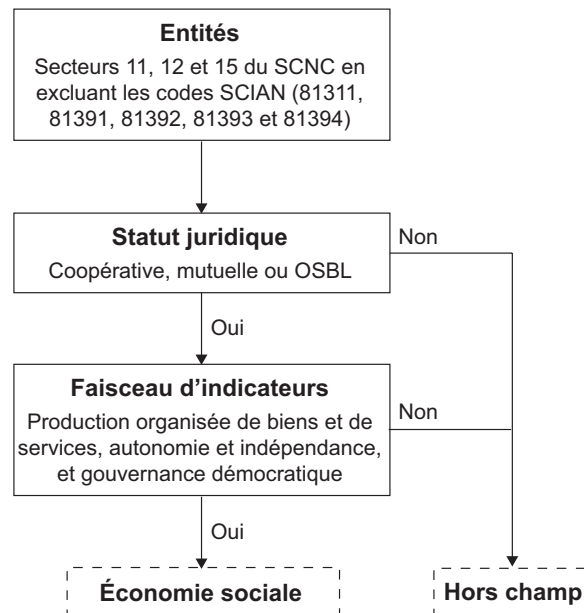 Entités
Secteurs 11, 12 et 15 du SCNC en
excluant les codes SCIAN (81311,
81391, 81392, 81393 et 81394)
Statut juridique
Coopérative, mutuelle ou OSBL
Non
Oui
Faisceau d’indicateurs
Production organisée de biens et de
services, autonomie et indépendance,
et gouvernance démocratique
Non
Oui
Économie sociale
Hors champ